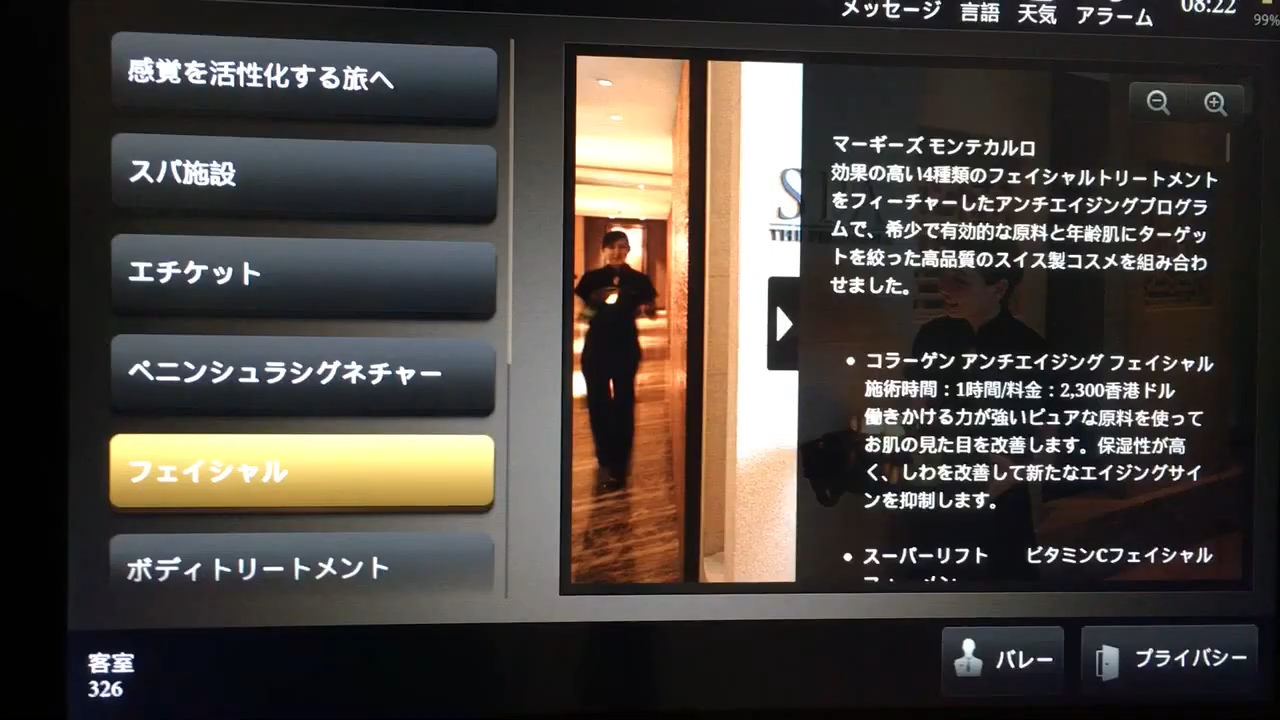 メッセージ 言語 天気 アラーム 08:22
99%
感覚を活性化する旅へ
スパ施設
エチケット
ペニンシュラシグネチャー
フェイシャル
ボディトリートメント
マーギーズ モンテカルロ
効果の高い4種類のフェイシャルトリートメント
をフィーチャーしたアンチエイジングプログラ
ムで、希少で有効的な原料と年齢肌にターゲッ
トを絞った高品質のスイス製コスメを組み合わ
せました。
• コラーゲン アンチエイジング フェイシャル
施術時間：1時間/料金：2,300香港ドル
働きかける力が強いピュアな原料を使って
お肌の見た目を改善します。保湿性が高
く、しわを改善して新たなエイジングサイ
ンを抑制します。
• スーパーリフト ビタミンCフェイシャル
客室
326
バレー
プライバシー